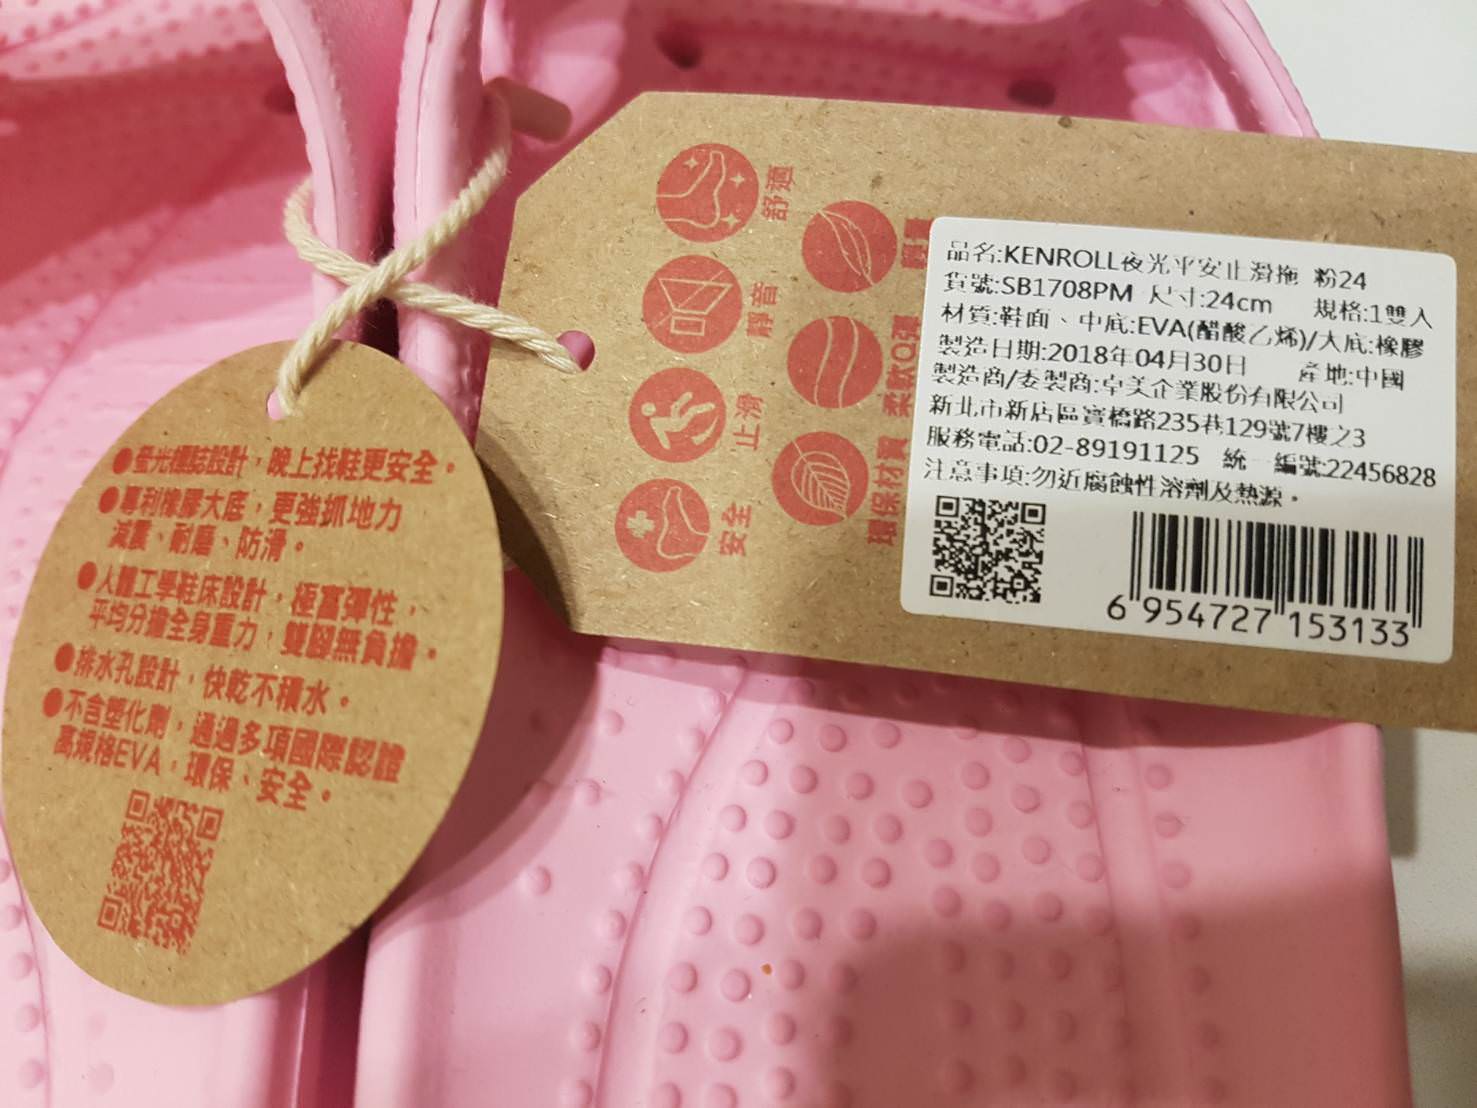 ●螢光標誌設計，晚上找鞋更安全。
●專利橡膠大底，更強抓地力
減震、耐磨、防滑。
●人體工學鞋床設計，極富彈性，
平均分擔全身重力，雙腳無負擔。
●排水孔設計，快乾不積水。
●不含塑化劑，通過多項國際認證
高規格EVA，環保、安全。
舒適
靜音
止滑
安全
柔軟Q彈
環保材質
品名:KENROLL夜光平安止滑拖 粉24
貨號:SB1708PM 尺寸:24cm 規格:1雙入
材質:鞋面、中底:EVA(醋酸乙烯)/大底:橡膠
製造日期:2018年04月30日 產地:中國
製造商/委製商:卓美企業股份有限公司
新北市新店區寶橋路235巷129號7樓之3
服務電話:02-89191125 統一編號:22456828
注意事項:勿近腐蝕性溶劑及熱源。
6 954727 153133